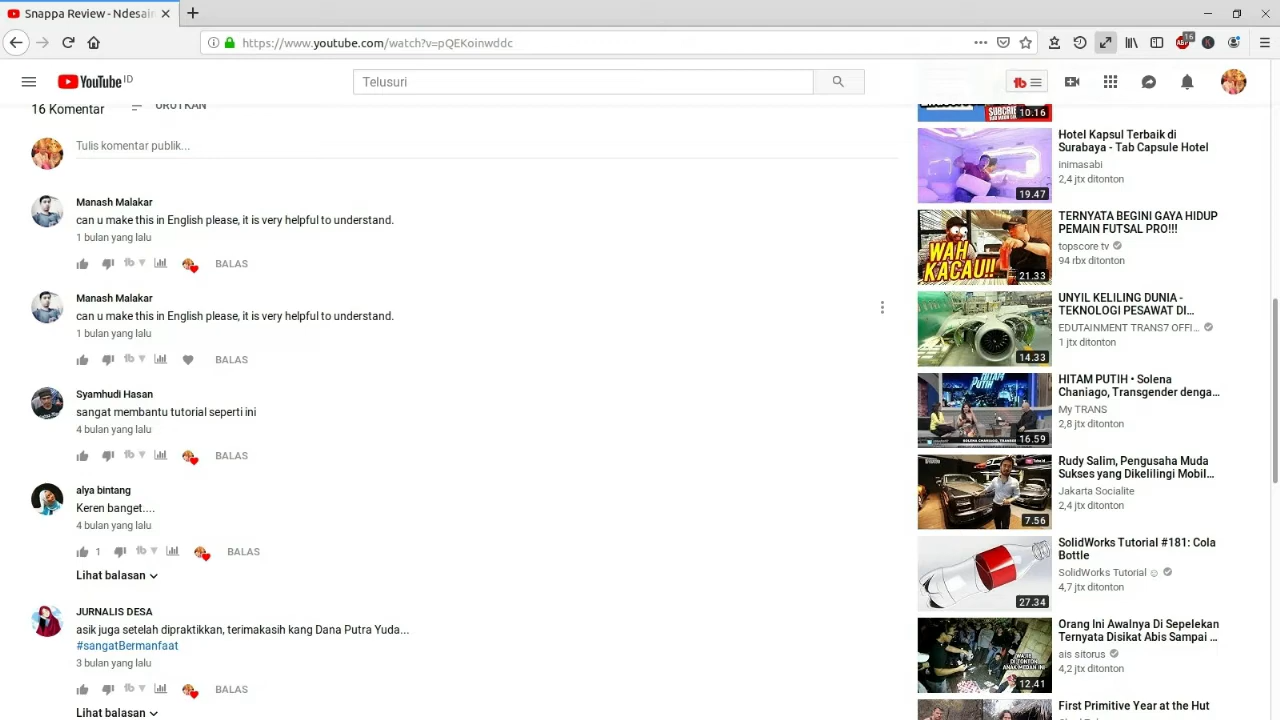 Snappa Review - Ndesain
https://www.youtube.com/watch?v=pQEKoinwddc
16
YouTube ID
Telusuri
16 Komentar
URUTKAN
Tulis komentar publik...
Manash Malakar
can u make this in English please, it is very helpful to understand.
1 bulan yang lalu
BALAS
Manash Malakar
can u make this in English please, it is very helpful to understand.
1 bulan yang lalu
BALAS
Syamhudi Hasan
sangat membantu tutorial seperti ini
4 bulan yang lalu
BALAS
alya bintang
Keren banget....
4 bulan yang lalu
1
BALAS
Lihat balasan
JURNALIS DESA
asik juga setelah dipraktikkan, terimakasih kang Dana Putra Yuda...
#sangatBermanfaat
3 bulan yang lalu
BALAS
Lihat balasan
10.16
Hotel Kapsul Terbaik di
Surabaya - Tab Capsule Hotel
inimasabi
2,4 jtx ditonton
19.47
TERNYATA BEGINI GAYA HIDUP
PEMAIN FUTSAL PRO!!!
topscore tv
94 rbx ditonton
WAH
KACAU!!
21.33
UNYIL KELILING DUNIA -
TEKNOLOGI PESAWAT DI...
EDUTAINMENT TRANS7 OFFI...
1 jtx ditonton
14.33
HITAM PUTIH • Solena
Chaniago, Transgender denga...
My TRANS
2,8 jtx ditonton
HITAM
PUTIH
16.59
Rudy Salim, Pengusaha Muda
Sukses yang Dikelilingi Mobil...
Jakarta Socialite
2,4 jtx ditonton
7.56
SolidWorks Tutorial #181: Cola
Bottle
SolidWorks Tutorial ☺
4,7 jtx ditonton
27.34
Orang Ini Awalnya Di Sepelekan
Ternyata Disikat Abis Sampai ...
ais sitorus
4,2 jtx ditonton
WAJIB
DI TONTON
ANAK MEDAN INI
12.41
First Primitive Year at the Hut